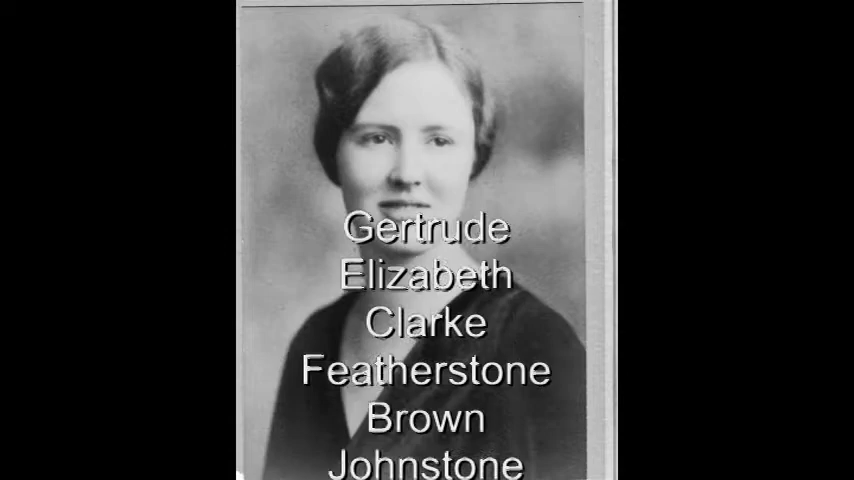 Gertrude
Elizabeth
Clarke
Featherstone
Brown
Johnstone